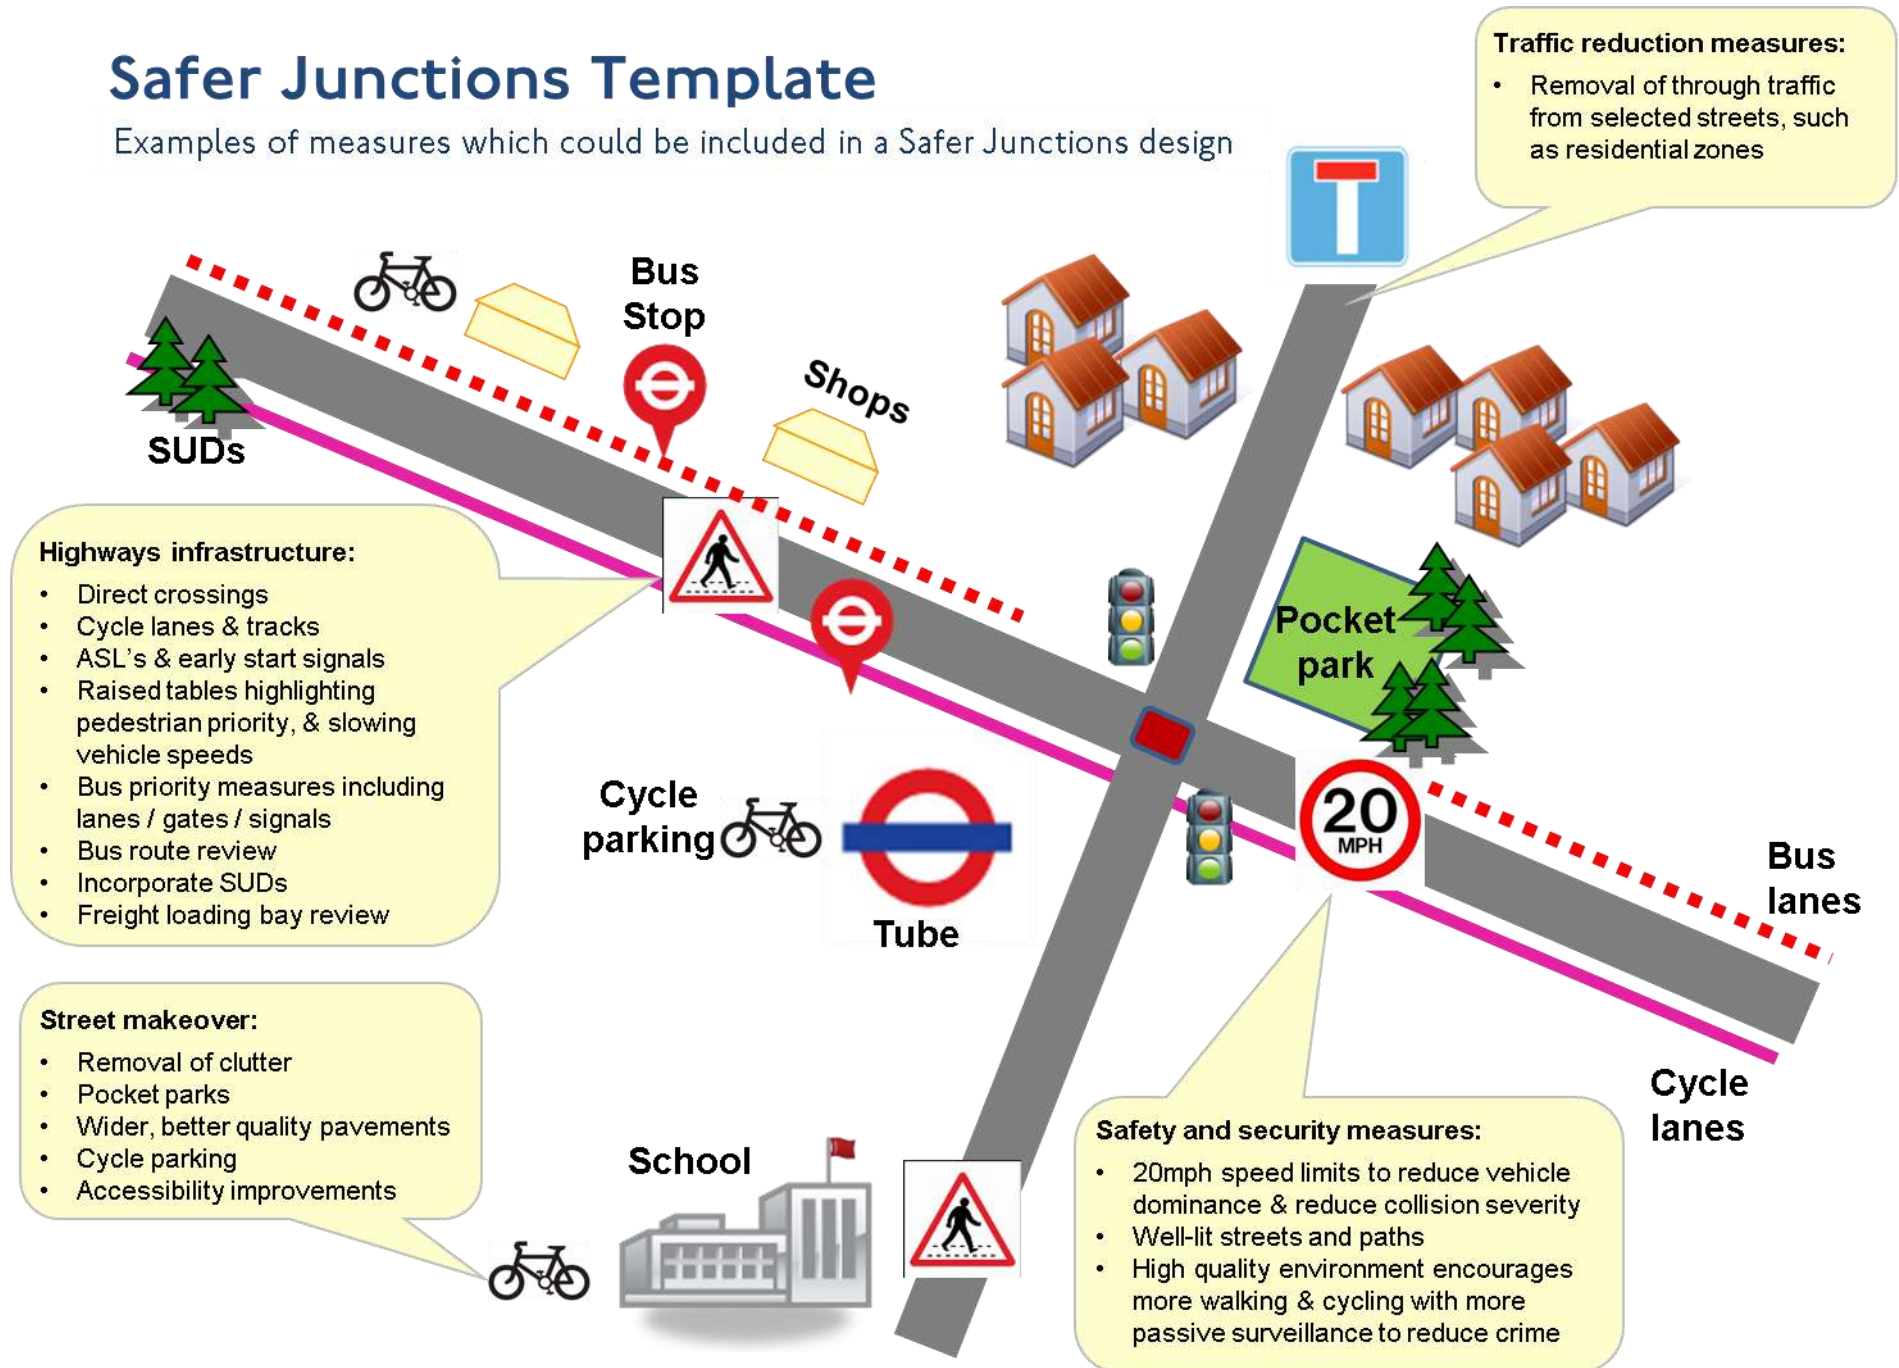 Safer Junctions Template
Examples of measures which could be included in a Safer Junctions design
Traffic reduction measures:
• Removal of through traffic
from selected streets, such
as residential zones
T
Bus
Stop
Shops
SUDs
Highways infrastructure:
• Direct crossings
• Cycle lanes & tracks
• ASL's & early start signals
• Raised tables highlighting
pedestrian priority, & slowing
vehicle speeds
• Bus priority measures including
lanes / gates / signals
• Bus route review
• Incorporate SUDs
• Freight loading bay review
Pocket
park
Cycle
parking
Tube
20
MPH
Bus
lanes
Cycle
lanes
Street makeover:
• Removal of clutter
• Pocket parks
• Wider, better quality pavements
• Cycle parking
• Accessibility improvements
School
Safety and security measures:
• 20mph speed limits to reduce vehicle
dominance & reduce collision severity
• Well-lit streets and paths
• High quality environment encourages
more walking & cycling with more
passive surveillance to reduce crime